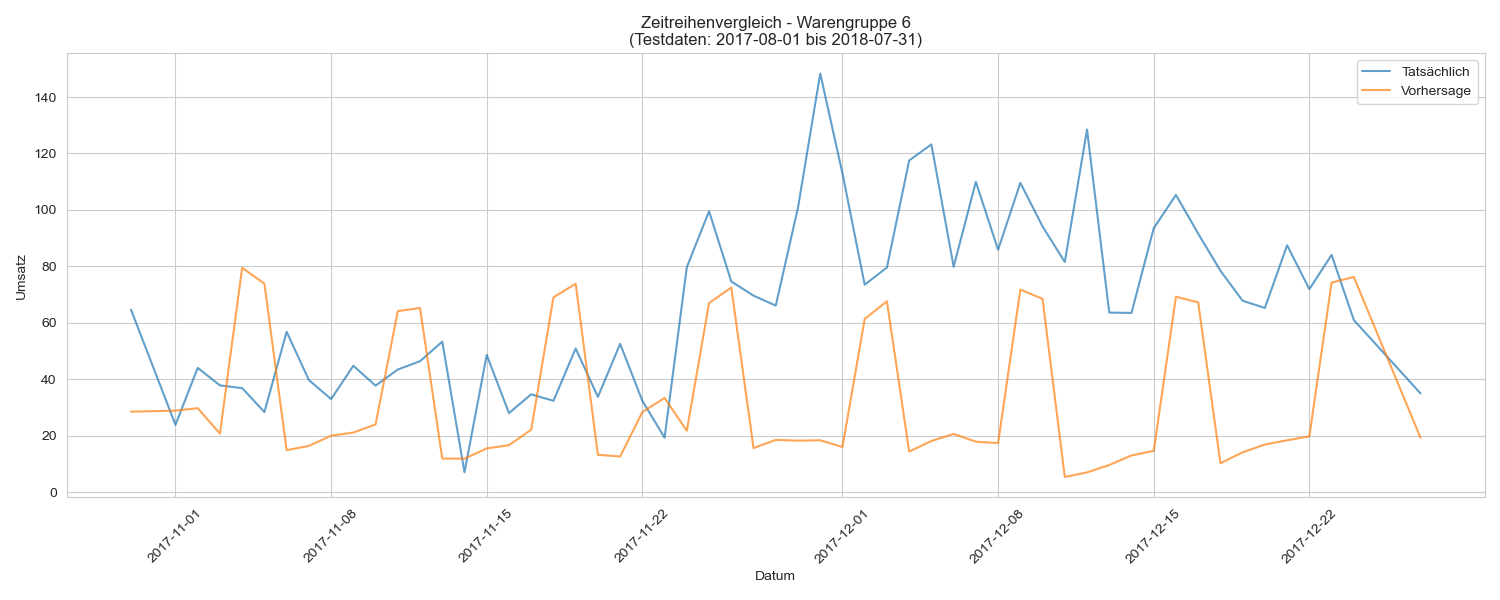 Zeitreihenvergleich - Warengruppe 6
(Testdaten: 2017-08-01 bis 2018-07-31)
Tatsächlich
Vorhersage
Umsatz
140
120
100
80
60
40
20
0
2017-11-01
2017-11-08
2017-11-15
2017-11-22
2017-12-01
2017-12-08
2017-12-15
2017-12-22
Datum